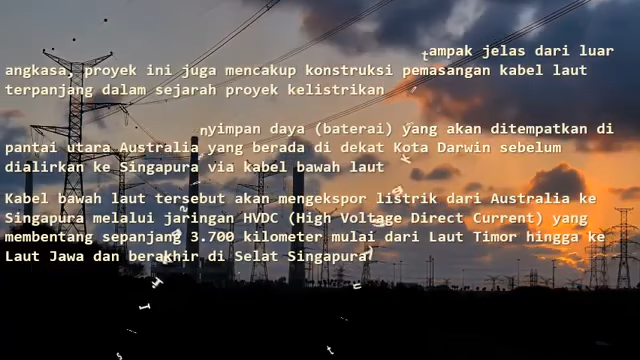 tampak jelas dari luar
angkasa, proyek ini juga mencakup konstruksi pemasangan kabel laut
terpanjang dalam sejarah proyek kelistrikan
nyimpan daya (baterai) yang akan ditempatkan di
pantai utara Australia yang berada di dekat Kota Darwin sebelum
dialirkan ke Singapura via kabel bawah laut
Kabel bawah laut tersebut akan mengekspor listrik dari Australia ke
Singapura melalui jaringan HVDC (High Voltage Direct Current) yang
membentang sepanjang 3.700 kilometer mulai dari Laut Timor hingga ke
Laut Jawa dan berakhir di Selat Singapura